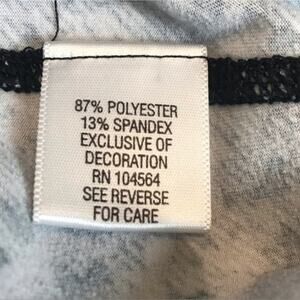 87% POLYESTER
13% SPANDEX
EXCLUSIVE OF
DECORATION
RN 104564
SEE REVERSE
FOR CARE